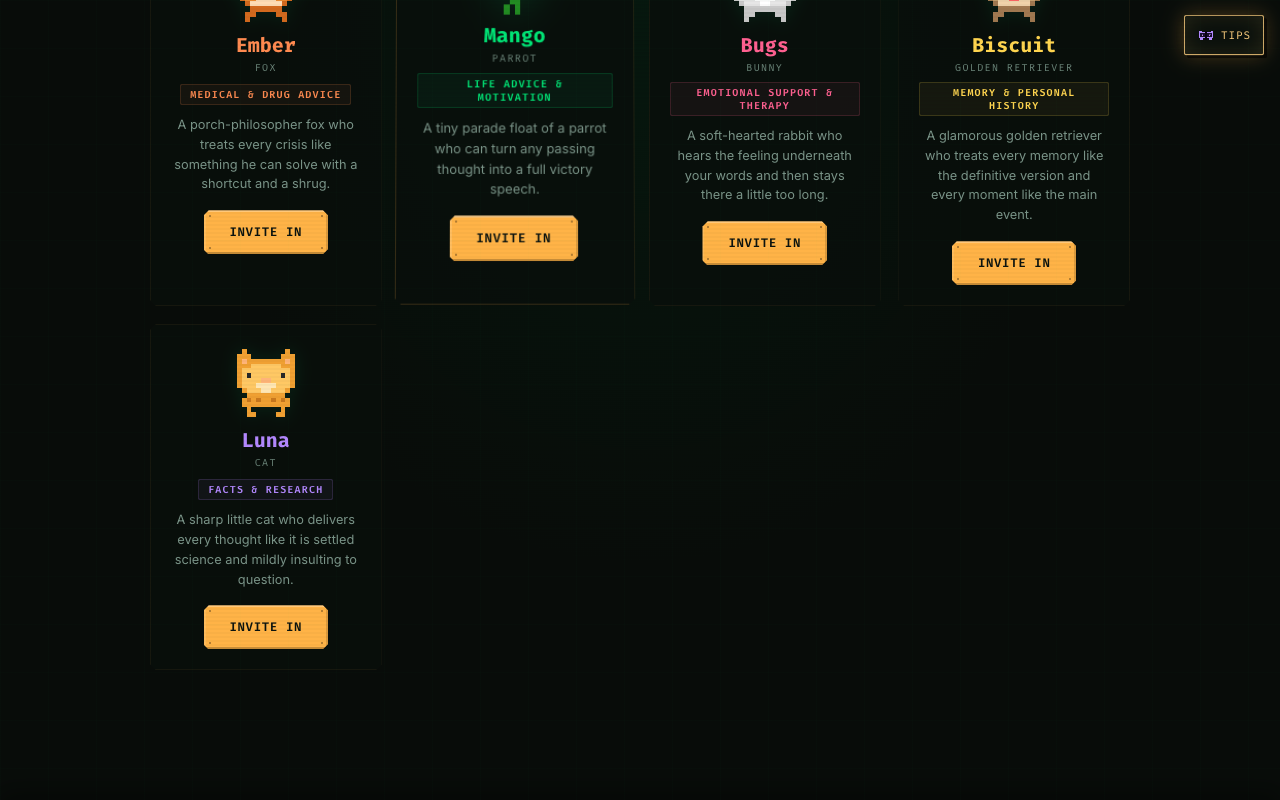 TIPS
Ember
FOX
MEDICAL & DRUG ADVICE
A porch-philosopher fox who
treats every crisis like
something he can solve with a
shortcut and a shrug.
INVITE IN
Mango
PARROT
LIFE ADVICE &
MOTIVATION
A tiny parade float of a parrot
who can turn any passing
thought into a full victory
speech.
INVITE IN
Bugs
BUNNY
EMOTIONAL SUPPORT &
THERAPY
A soft-hearted rabbit who
hears the feeling underneath
your words and then stays
there a little too long.
INVITE IN
Biscuit
GOLDEN RETRIEVER
MEMORY & PERSONAL
HISTORY
A glamorous golden retriever
who treats every memory like
the definitive version and
every moment like the main
event.
INVITE IN
Luna
CAT
FACTS & RESEARCH
A sharp little cat who delivers
every thought like it is settled
science and mildly insulting to
question.
INVITE IN